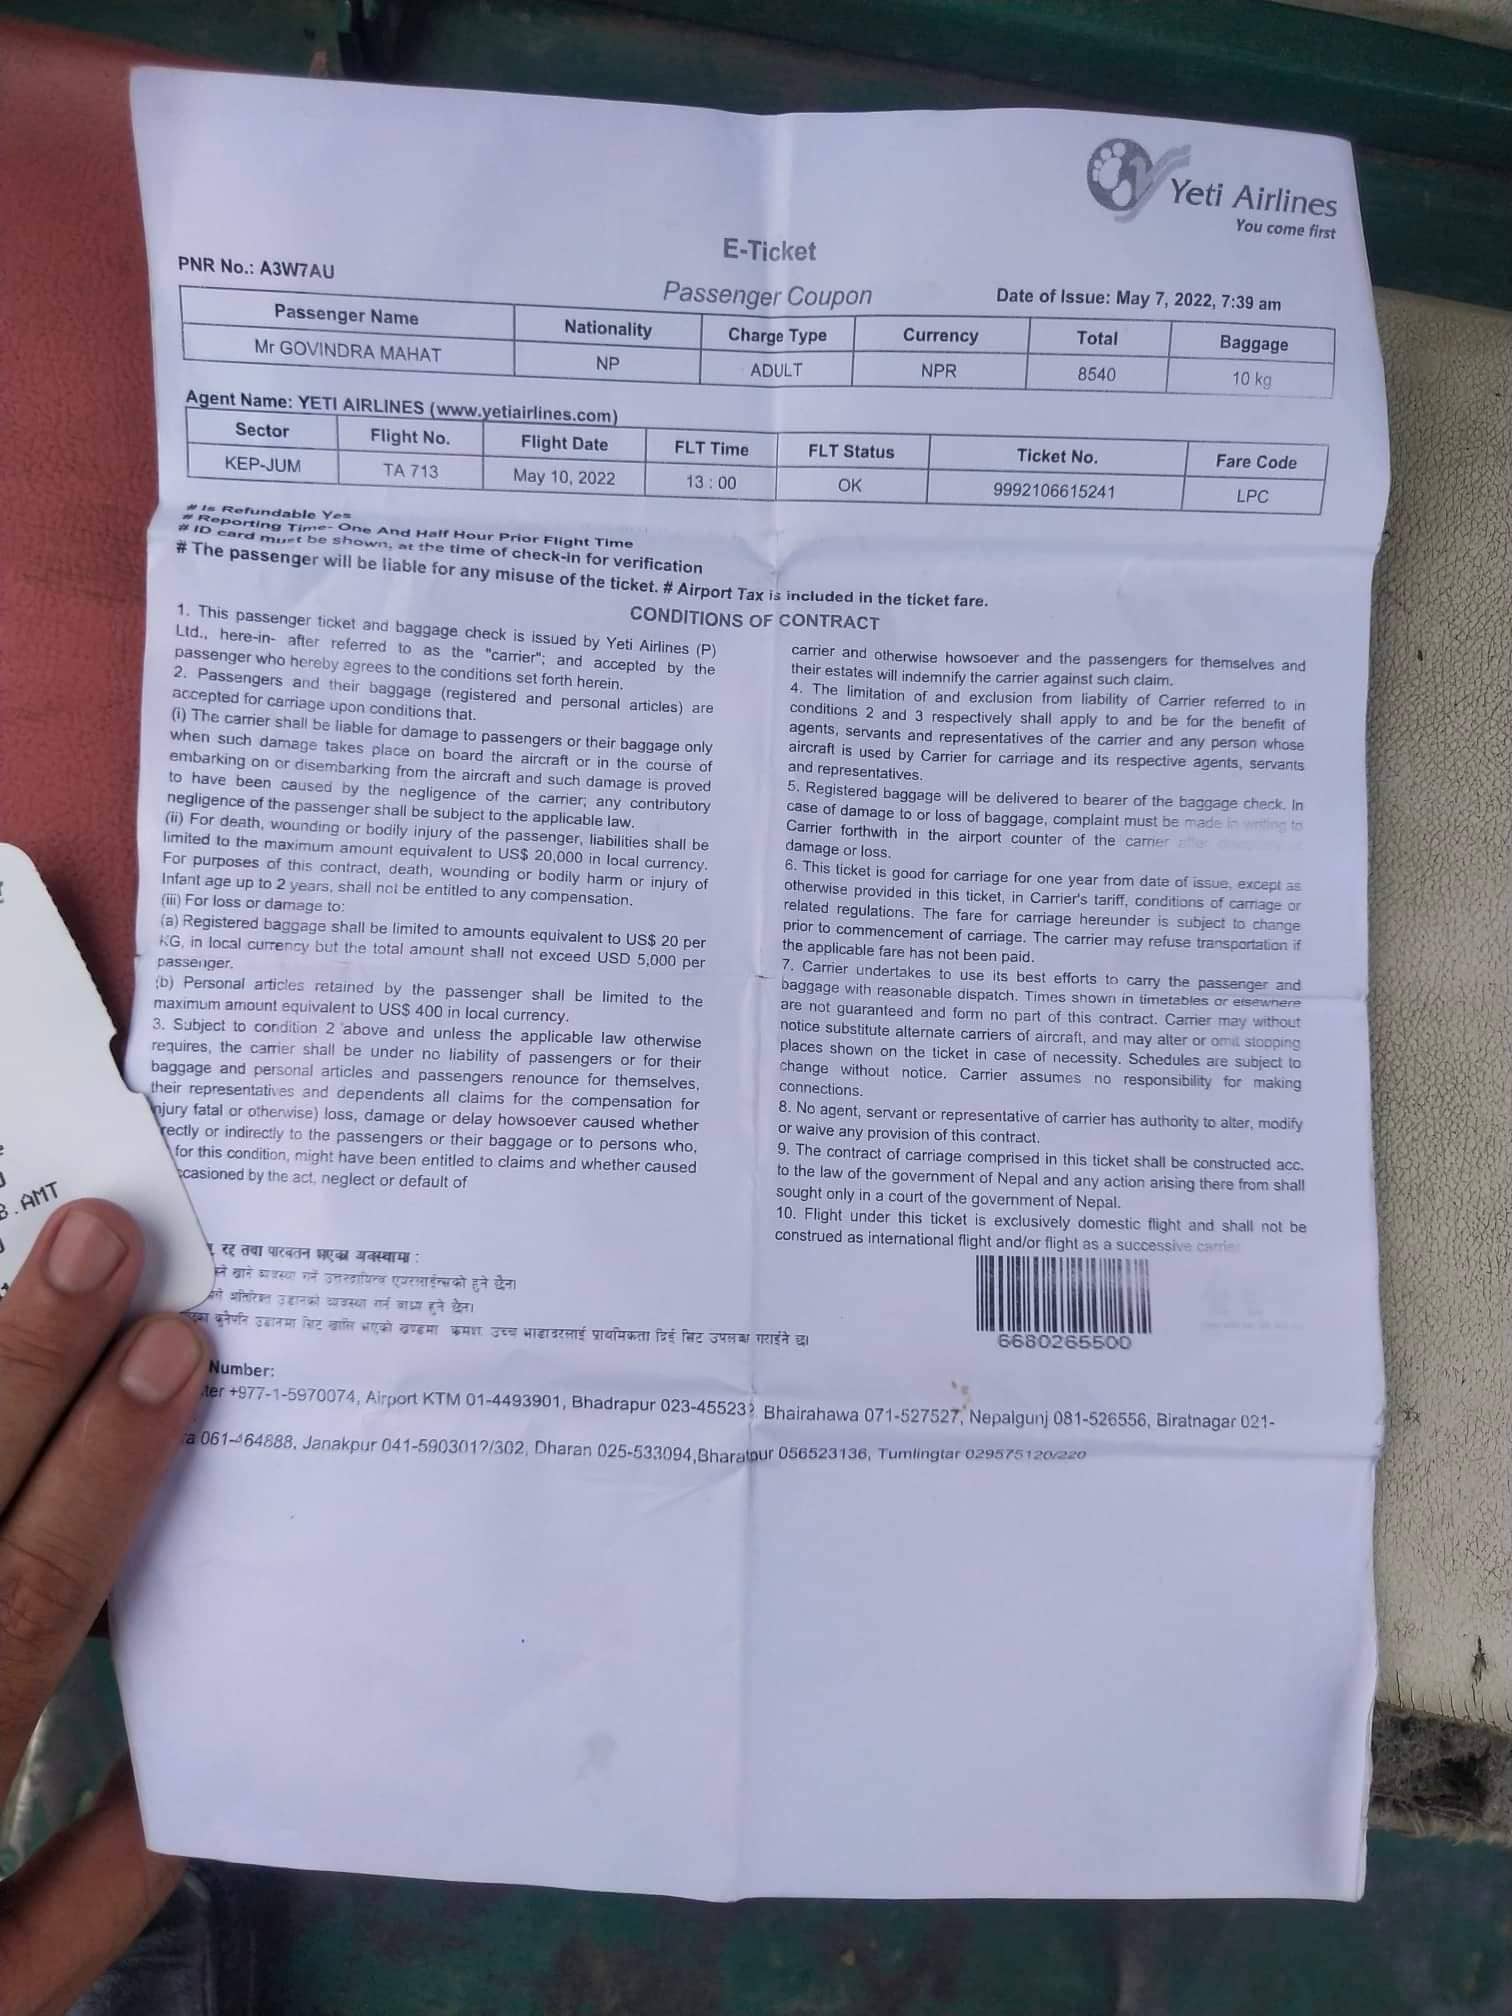 Yeti Airlines
You come first
E-Ticket
PNR No.: A3W7AU
Passenger Coupon
Date of Issue: May 7, 2022, 7:39 am
Passenger Name Nationality Charge Type Currency Total Baggage
Mr GOVINDRA MAHAT NP ADULT NPR 8540 10 kg
Agent Name: YETI AIRLINES (www.yetiairlines.com)
Sector Flight No. Flight Date FLT Time FLT Status Ticket No. Fare Code
KEP-JUM TA 713 May 10, 2022 13 : 00 OK 9992106615241 LPC
# Is Refundable Yes
# Reporting Time- One And Half Hour Prior Flight Time
# ID card must be shown, at the time of check-in for verification
# The passenger will be liable for any misuse of the ticket. # Airport Tax is included in the ticket fare.
CONDITIONS OF CONTRACT
1. This passenger ticket and baggage check is issued by Yeti Airlines (P)
Ltd., here-in- after referred to as the "carrier"; and accepted by the
passenger who hereby agrees to the conditions set forth herein.
2. Passengers and their baggage (registered and personal articles) are
accepted for carriage upon conditions that.
(i) The carrier shall be liable for damage to passengers or their baggage only
when such damage takes place on board the aircraft or in the course of
embarking on or disembarking from the aircraft and such damage is proved
to have been caused by the negligence of the carrier; any contributory
negligence of the passenger shall be subject to the applicable law.
(ii) For death, wounding or bodily injury of the passenger, liabilities shall be
limited to the maximum amount equivalent to US$ 20,000 in local currency.
For purposes of this contract, death, wounding or bodily harm or injury of
Infant age up to 2 years, shall not be entitled to any compensation.
(iii) For loss or damage to:
(a) Registered baggage shall be limited to amounts equivalent to US$ 20 per
KG, in local currency but the total amount shall not exceed USD 5,000 per
passenger.
(b) Personal articles retained by the passenger shall be limited to the
maximum amount equivalent to US$ 400 in local currency.
3. Subject to condition 2 above and unless the applicable law otherwise
requires, the carrier shall be under no liability of passengers or for their
baggage and personal articles and passengers renounce for themselves,
their representatives and dependents all claims for the compensation for
njury fatal or otherwise) loss, damage or delay howsoever caused whether
rectly or indirectly to the passengers or their baggage or to persons who,
for this condition, might have been entitled to claims and whether caused
ccasioned by the act, neglect or default of
carrier and otherwise howsoever and the passengers for themselves and
their estates will indemnify the carrier against such claim.
4. The limitation of and exclusion from liability of Carrier referred to in
conditions 2 and 3 respectively shall apply to and be for the benefit of
agents, servants and representatives of the carrier and any person whose
aircraft is used by Carrier for carriage and its respective agents, servants
and representatives.
5. Registered baggage will be delivered to bearer of the baggage check. In
case of damage to or loss of baggage, complaint must be made in writing to
Carrier forthwith in the airport counter of the carrier after
damage or loss.
6. This ticket is good for carriage for one year from date of issue, except as
otherwise provided in this ticket, in Carrier's tariff, conditions of carriage or
related regulations. The fare for carriage hereunder is subject to change
prior to commencement of carriage. The carrier may refuse transportation if
the applicable fare has not been paid.
7. Carrier undertakes to use its best efforts to carry the passenger and
baggage with reasonable dispatch. Times shown in timetables or elsewhere
are not guaranteed and form no part of this contract. Carrier may without
notice substitute alternate carriers of aircraft, and may alter or omit stopping
places shown on the ticket in case of necessity. Schedules are subject to
change without notice. Carrier assumes no responsibility for making
connections.
8. No agent, servant or representative of carrier has authority to alter, modify
or waive any provision of this contract.
9. The contract of carriage comprised in this ticket shall be constructed acc.
to the law of the government of Nepal and any action arising there from shall
sought only in a court of the government of Nepal.
10. Flight under this ticket is exclusively domestic flight and shall not be
construed as international flight and/or flight as a successive carrier
रद्द तथा परिवर्तन भएका अवस्थामा :
खाने व्यवस्था गर्ने उत्तरदायित्व एयरलाईन्सको हुने छैन।
अतिरिक्त उडानको व्यवस्था गर्न बाध्य हुने छैन।
कुनैपनि उडानमा सिट खालि भएको खण्डमा क्रमश. उच्च भाडादरलाई प्राथमिकता दिई सिट उपलब्ध गराईने छ।
6680265500
Number:
ter +977-1-5970074, Airport KTM 01-4493901, Bhadrapur 023-45523?, Bhairahawa 071-527527, Nepalgunj 081-526556, Biratnagar 021-
a 061-464888, Janakpur 041-5903012/302, Dharan 025-533094,Bharatpur 056523136, Tumlingtar 029575120/220
B.AMT